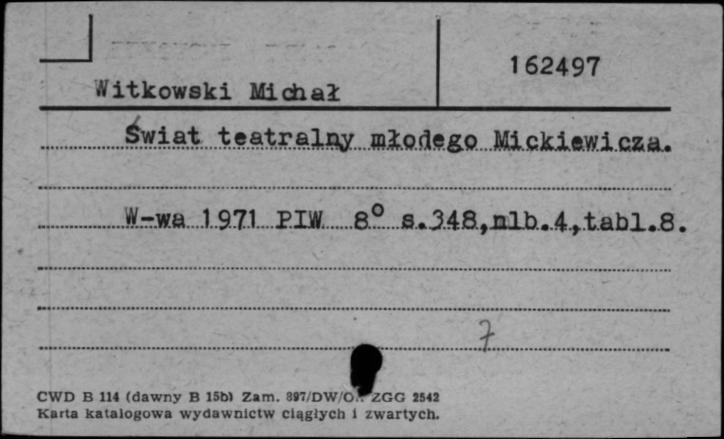 162497
Witkowski Michał
Świat teatralny młodego Mickiewicza.
W-wa 1971 PIW 8° s.348,nlb.4,tabl.8.
7
CWD B 114 (dawny B 15b) Zam. 897/DW/O. ZGG 2542
Karta katalogowa wydawnictw ciągłych i zwartych.